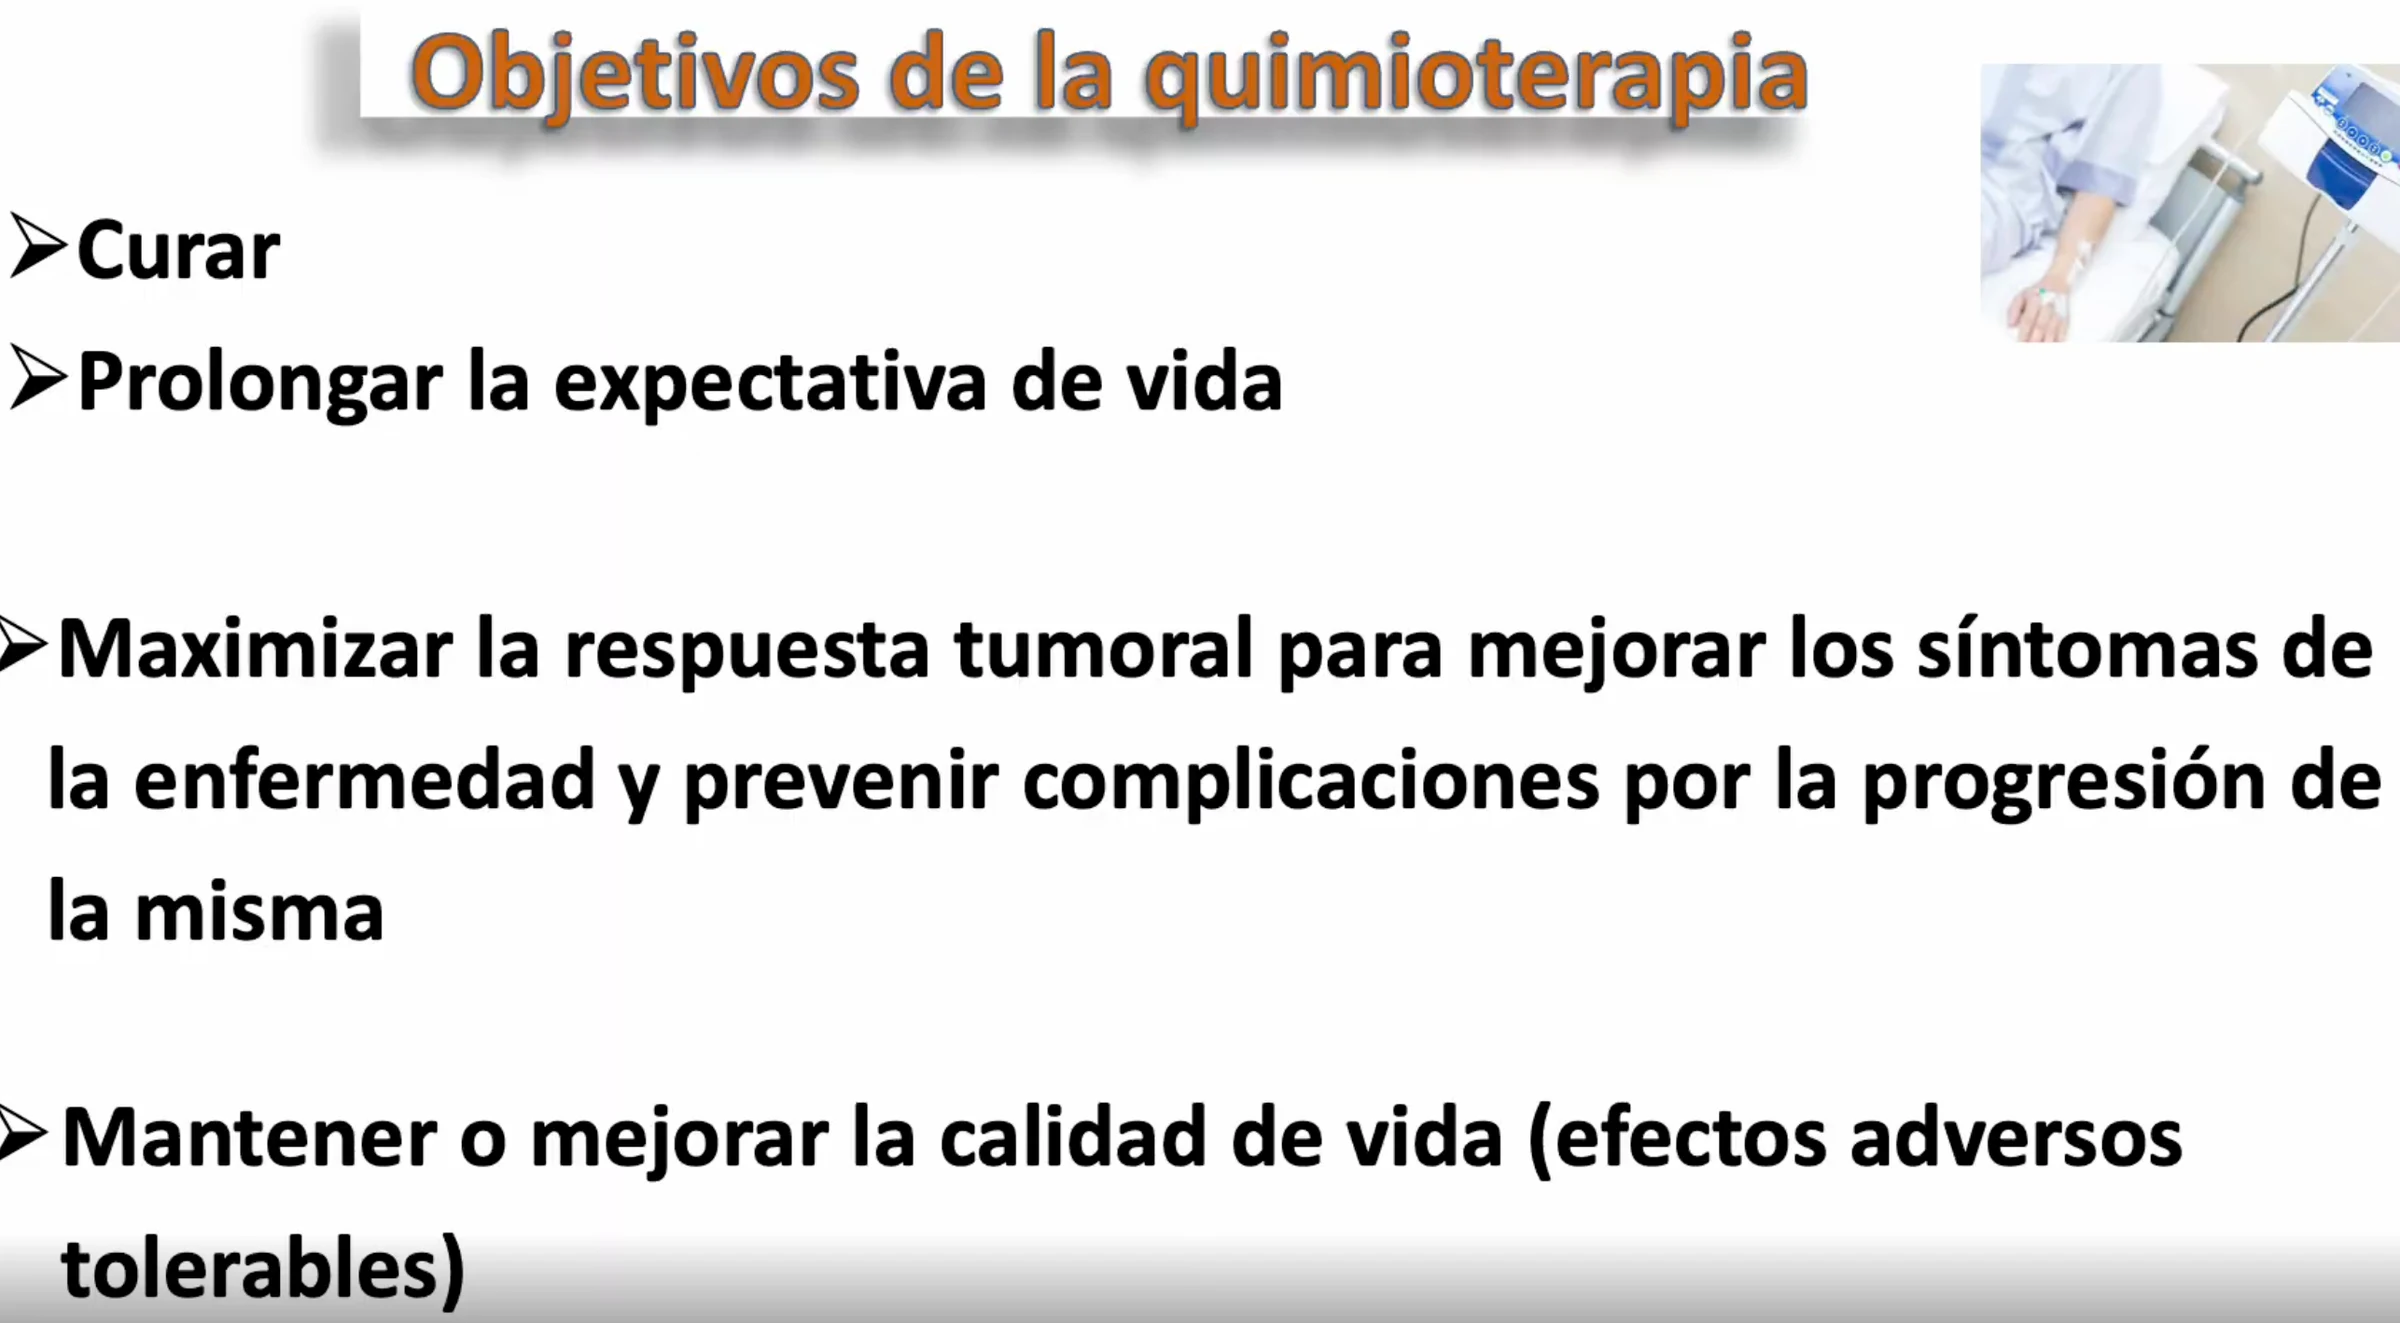 Objetivos de la quimioterapia
➢Curar
➢Prolongar la expectativa de vida
➢Maximizar la respuesta tumoral para mejorar los síntomas de
la enfermedad y prevenir complicaciones por la progresión de
la misma
➢Mantener o mejorar la calidad de vida (efectos adversos
tolerables)